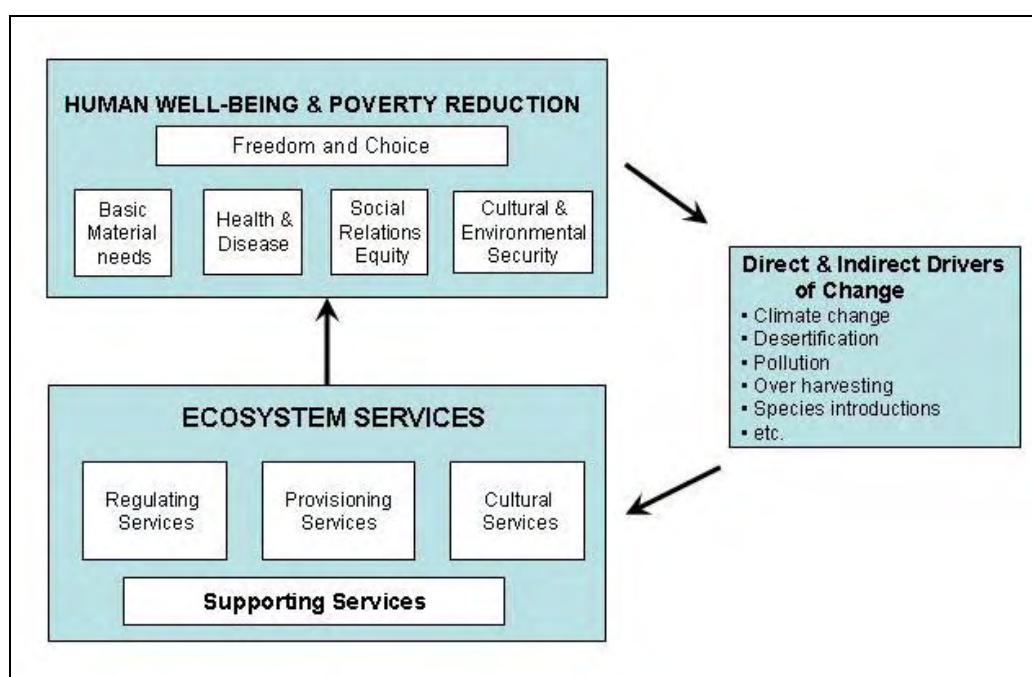 HUMAN WELL-BEING & POVERTY REDUCTION
Freedom and Choice
Basic
Material
needs
Health &
Disease
Social
Relations
Equity
Cultural &
Environmental
Security
Direct & Indirect Drivers
of Change
• Climate change
• Desertification
• Pollution
• Over harvesting
• Species introductions
• etc.
ECOSYSTEM SERVICES
Regulating
Services
Provisioning
Services
Cultural
Services
Supporting Services